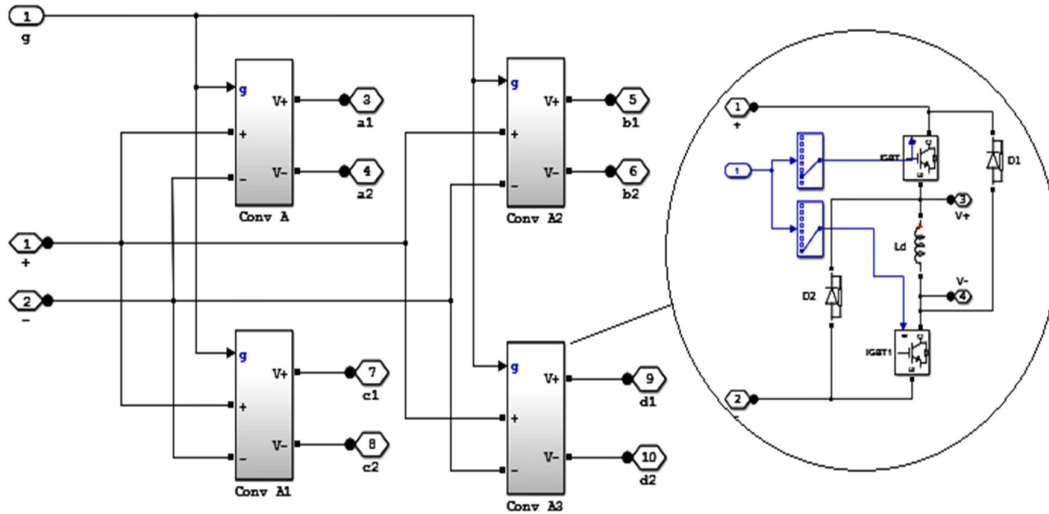 1
g
g
V+
3
a1
+
V-
4
a2
-
Conv A
g
V+
5
b1
+
V-
6
b2
-
Conv A2
1
+
2
-
g
V+
7
c1
+
V-
8
c2
-
Conv A1
g
V+
9
d1
+
V-
10
d2
-
Conv A3
1
+
1
IGBT
C
E
D1
3
V+
Ld
V-
4
D2
IGBT1
g
C
E
2
-